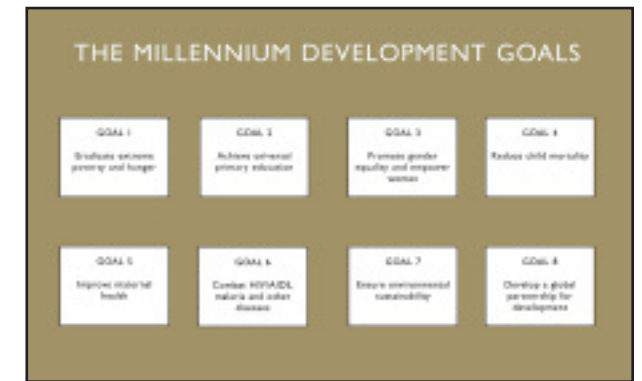 THE MILLENNIUM DEVELOPMENT GOALS
GOAL 1
Eradicate extreme
poverty and hunger
GOAL 2
Achieve universal
primary education
GOAL 3
Promote gender
equality and empower
women
GOAL 4
Reduce child mortality
GOAL 5
Improve maternal
health
GOAL 6
Combat HIV/AIDS,
malaria and other
diseases
GOAL 7
Ensure environmental
sustainability
GOAL 8
Develop a global
partnership for
development